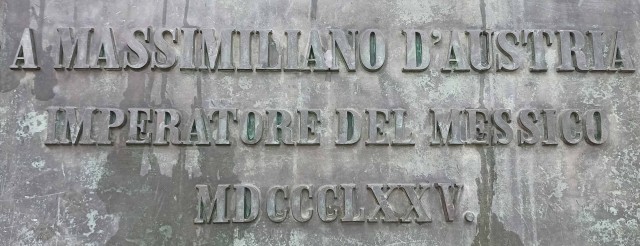 A MASSIMILIANO D'AUSTRIA
IMPERATORE DEL MESSICO
MDCCCLXXV.